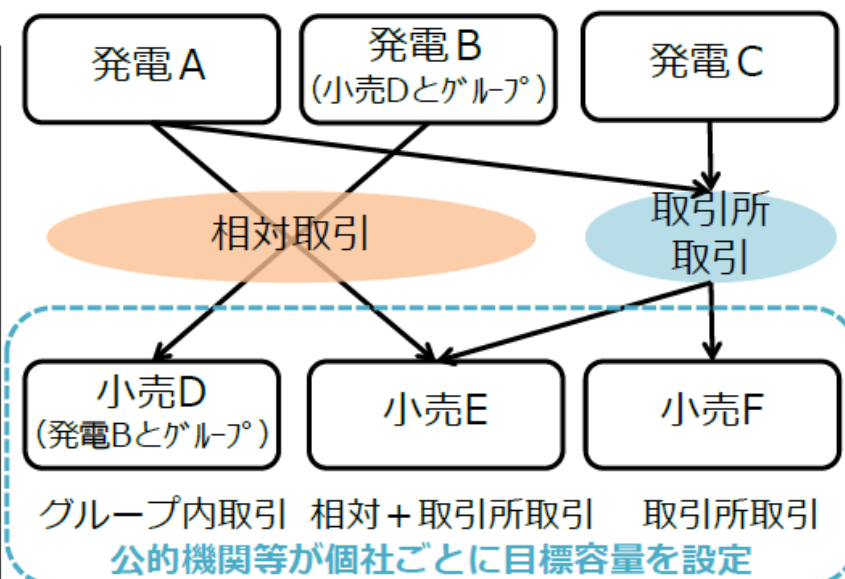 発電A
発電B
(小売Dとグループ)
発電C
相対取引
取引所
取引
小売D
(発電Bとグループ)
小売E
小売F
グループ内取引
相対+取引所取引
取引所取引
公的機関等が個社ごとに目標容量を設定